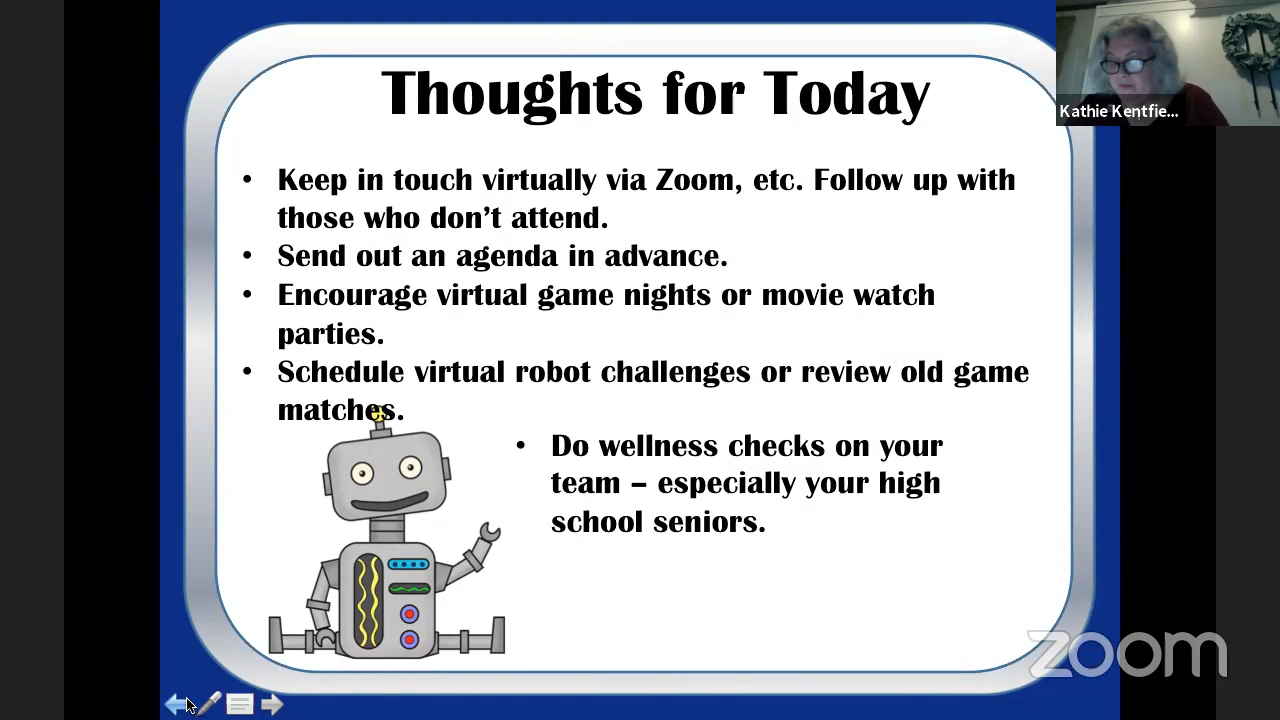 Thoughts for Today
Kathie Kentfie...
• Keep in touch virtually via Zoom, etc. Follow up with
those who don’t attend.
• Send out an agenda in advance.
• Encourage virtual game nights or movie watch
parties.
• Schedule virtual robot challenges or review old game
matches.
• Do wellness checks on your
team – especially your high
school seniors.
zoom